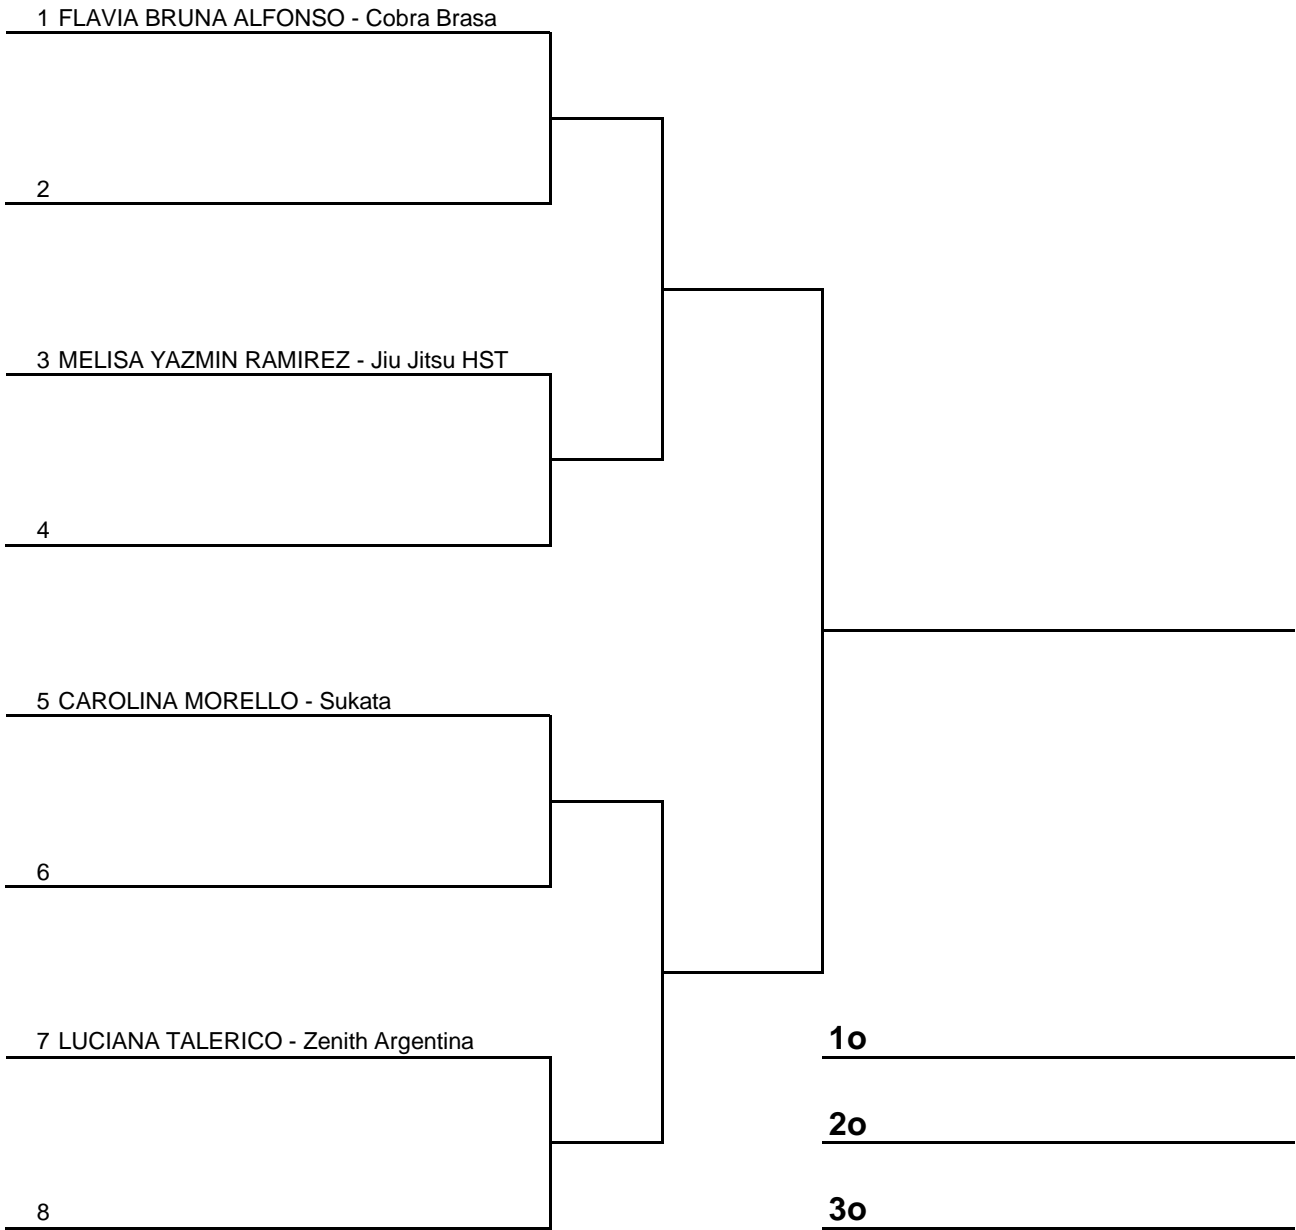 1 FLAVIA BRUNA ALFONSO - Cobra Brasa
2
3 MELISA YAZMIN RAMIREZ - Jiu Jitsu HST
4
5 CAROLINA MORELLO - Sukata
6
7 LUCIANA TALERICO - Zenith Argentina
1o
2o
8
3o